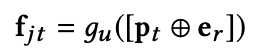 f_{jt} = g_u([p_t ⊕ e_r])